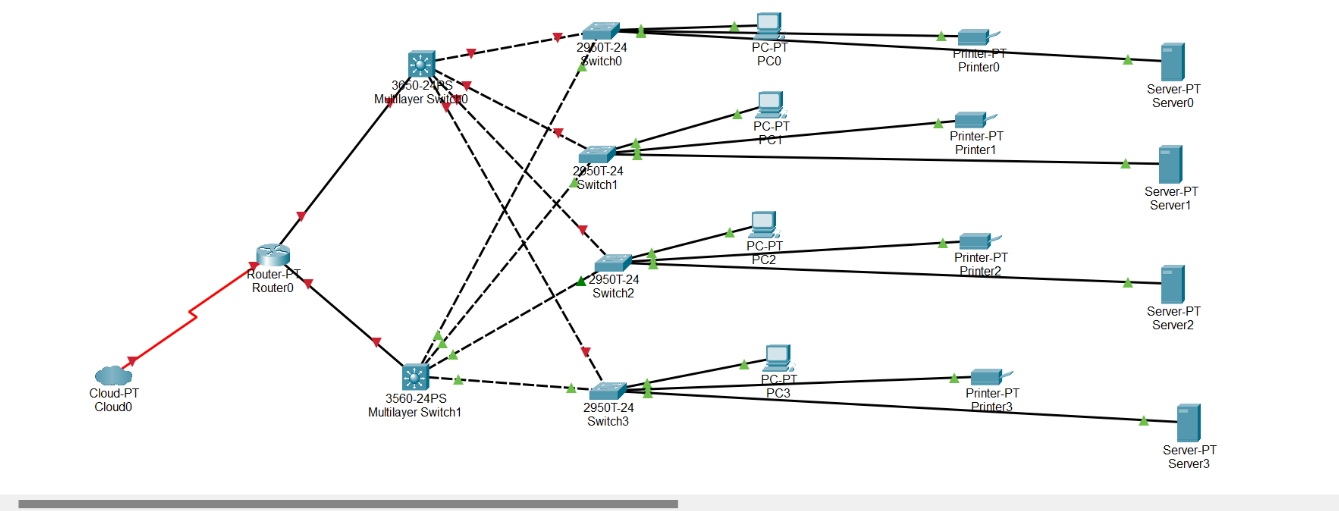 2950T-24
Switch0
PC-PT
PC0
Printer-PT
Printer0
Server-PT
Server0
3650-24PS
Multilayer Switch0
PC-PT
PC1
Printer-PT
Printer1
2950T-24
Switch1
Server-PT
Server1
PC-PT
PC2
Printer-PT
Printer2
Router-PT
Router0
2950T-24
Switch2
Server-PT
Server2
PC-PT
PC3
Cloud-PT
Cloud0
3560-24PS
Multilayer Switch1
Printer-PT
Printer3
2950T-24
Switch3
Server-PT
Server3